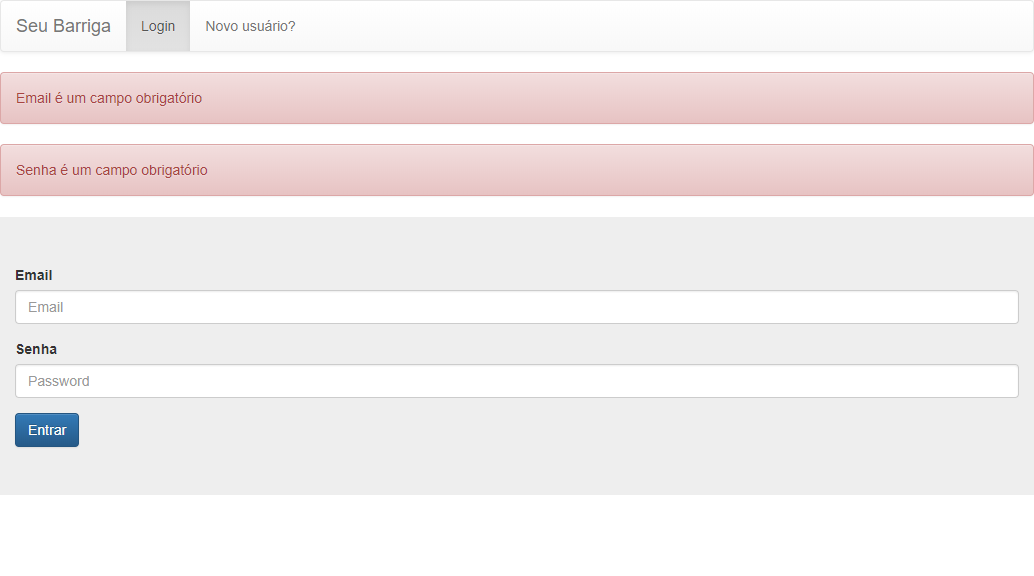 Seu Barriga Login Novo usuário?
Email é um campo obrigatório
Senha é um campo obrigatório
Email
Email
Senha
Password
Entrar